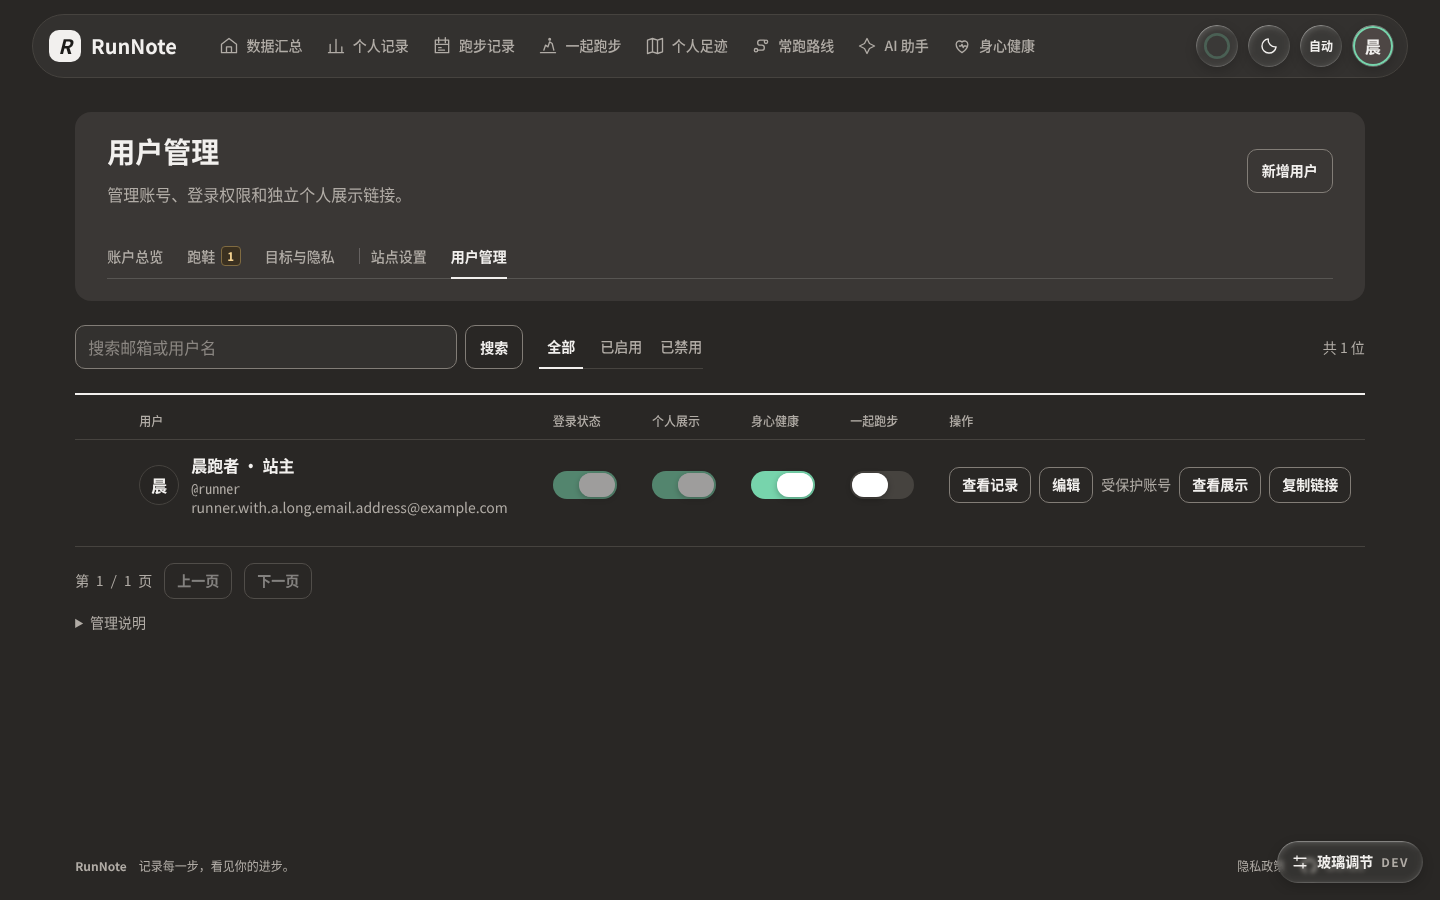 R RunNote 数据汇总 个人记录 跑步记录 一起跑步 个人足迹 常跑路线 AI 助手 身心健康 自动 晨
用户管理
管理账号、登录权限和独立个人展示链接。
新增用户
账户总览 跑鞋 1 目标与隐私 站点设置 用户管理
搜索邮箱或用户名 搜索 全部 已启用 已禁用 共 1 位
用户 登录状态 个人展示 身心健康 一起跑步 操作
晨 晨跑者 · 站主
@runner
runner.with.a.long.email.address@example.com
查看记录 编辑 受保护账号 查看展示 复制链接
第 1 / 1 页 上一页 下一页
▶ 管理说明
RunNote 记录每一步，看见你的进步。 隐私政策 玻璃调节 DEV